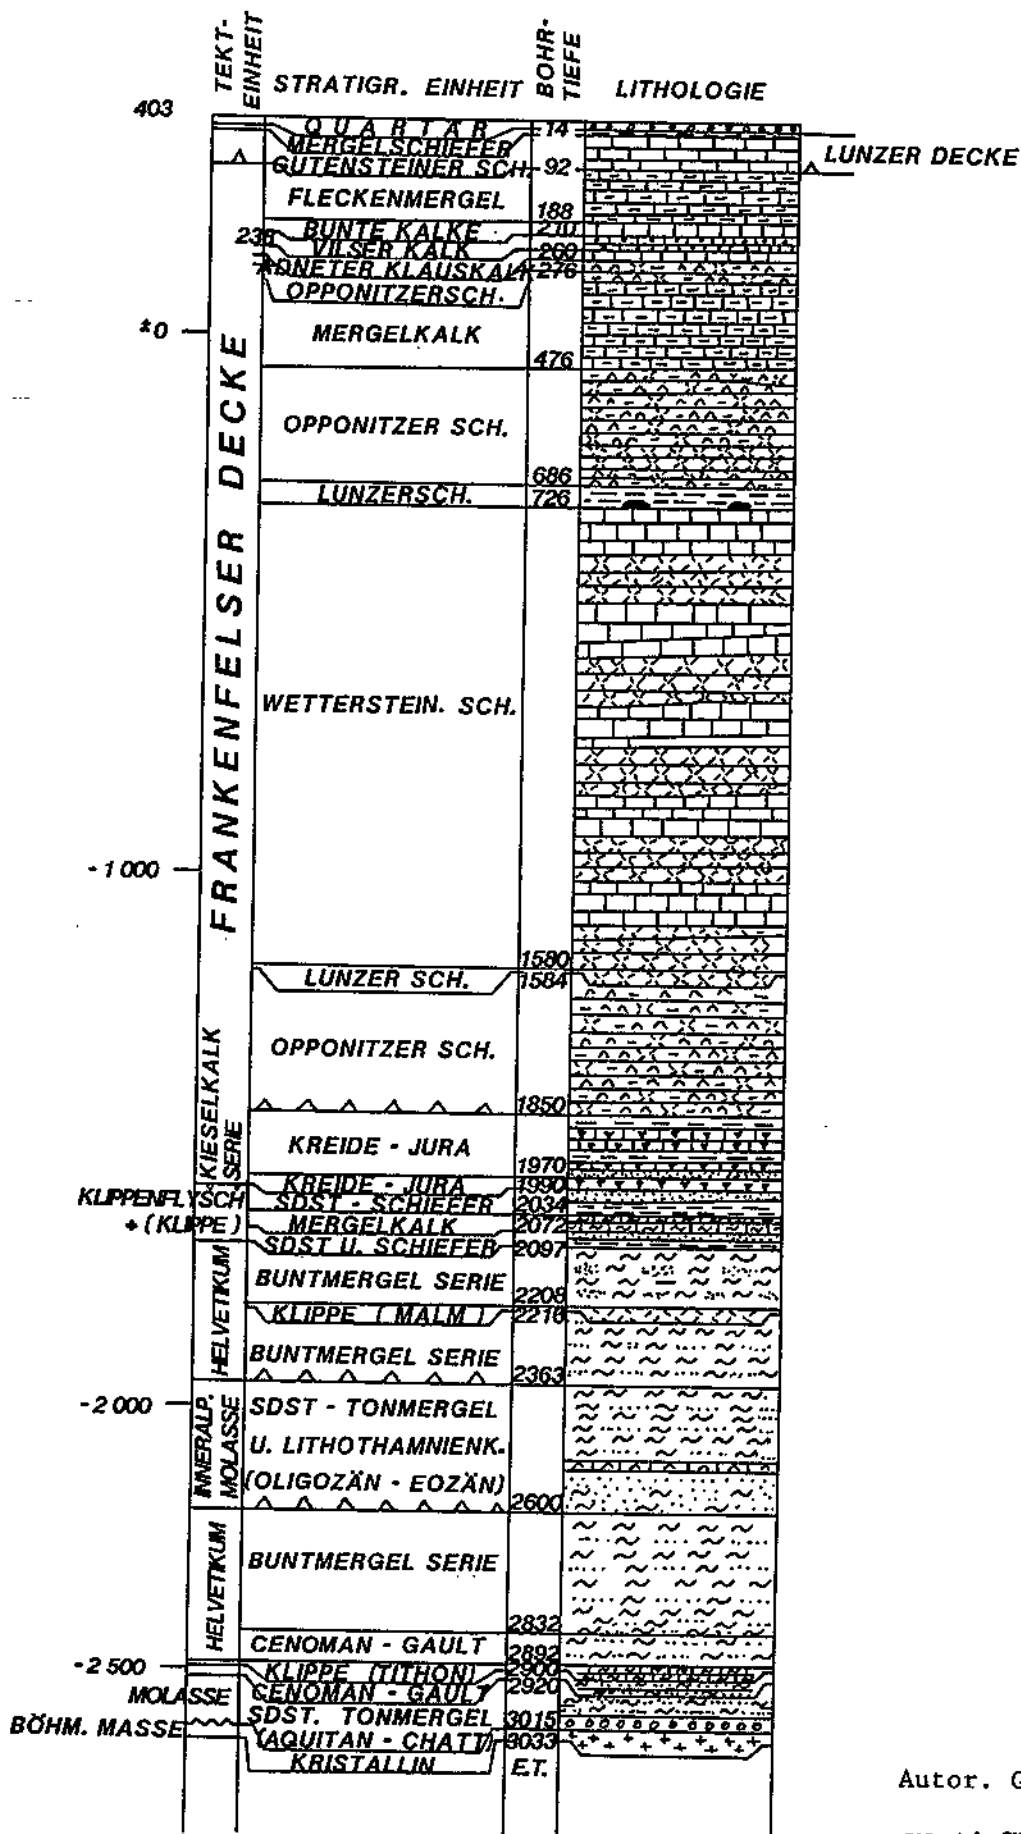 TEKT-
EINHEIT
STRATIGR. EINHEIT
BOHR-
TIEFE
LITHOLOGIE
403
QUARTÄR
14
MERGELSCHIEFER
LUNZER DECKE
GUTENSTEINER SCH.
92
FLECKENMERGEL
188
BUNTE KALKE
210
VILSER KALK
260
276
OPPONITZERSCH.
±0
MERGELKALK
476
FRANKENFELSER DECKE
OPPONITZER SCH.
686
LUNZERSCH.
726
WETTERSTEIN. SCH.
-1000
1580
LUNZER SCH.
1584
OPPONITZER SCH.
1850
KIESELKALK
SERIE
KREIDE - JURA
1970
KREIDE - JURA
1990
KLIPPENFLYSCH
SDST - SCHIEFER
2034
+ (KLIPPE)
MERGELKALK
2072
SDST U. SCHIEFER
2097
HELVETIKUM
BUNTMERGEL SERIE
2208
KLIPPE (MALM)
2216
BUNTMERGEL SERIE
2363
-2000
INNERALP.
MOLASSE
SDST - TONMERGEL
U. LITHOTHAMNIENK.
(OLIGOZÄN - EOZÄN)
2600
HELVETIKUM
BUNTMERGEL SERIE
2832
CENOMAN - GAULT
2892
-2500
KLIPPE (TITHON)
2900
CENOMAN - GAULT
2920
MOLASSE
SDST. TONMERGEL
3015
BÖHM. MASSE
(AQUITAN - CHATT)
3033
KRISTALLIN
E.T.
Autor. G